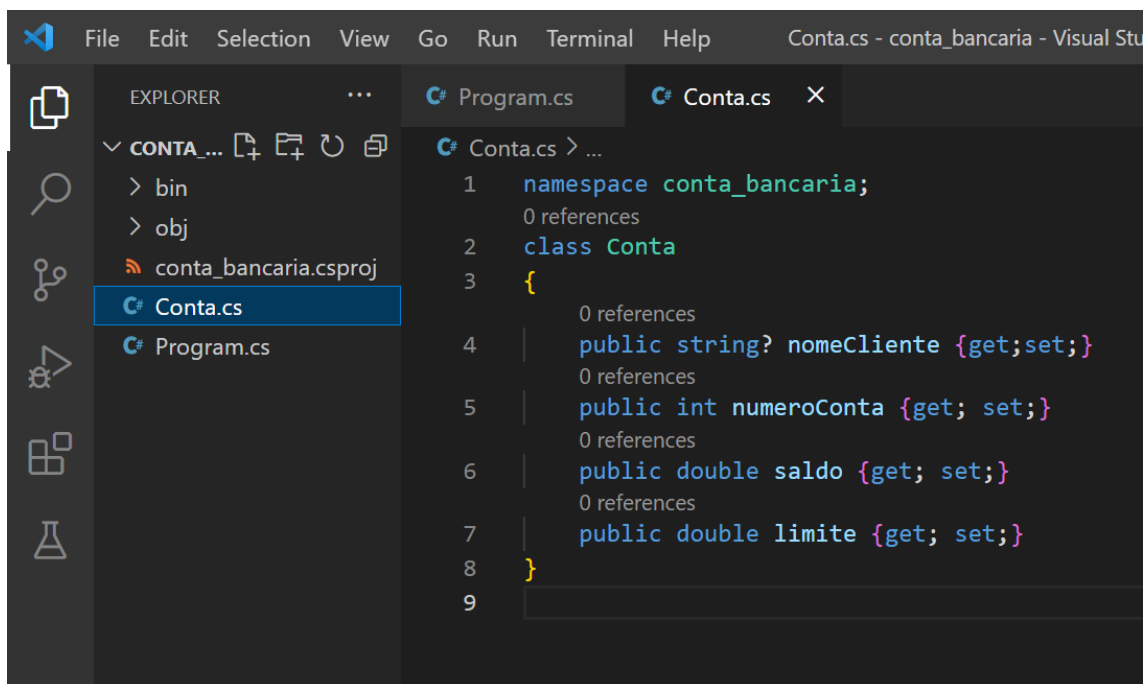 File Edit Selection View Go Run Terminal Help Conta.cs - conta_bancaria - Visual Stu
EXPLORER ...
CONTA_...
bin
obj
conta_bancaria.csproj
Conta.cs
Program.cs
Program.cs Conta.cs
Conta.cs > ...
1 namespace conta_bancaria;
0 references
2 class Conta
3 {
0 references
4 public string? nomeCliente {get;set;}
0 references
5 public int numeroConta {get; set;}
0 references
6 public double saldo {get; set;}
0 references
7 public double limite {get; set;}
8 }
9